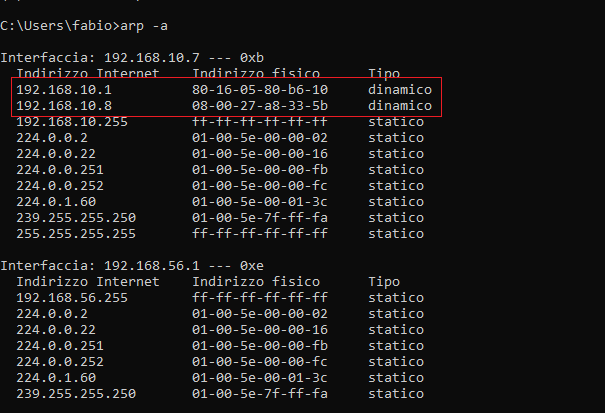 C:\Users\fabio>arp -a
Interfaccia: 192.168.10.7 --- 0xb
Indirizzo Internet Indirizzo fisico Tipo
192.168.10.1 80-16-05-80-b6-10 dinamico
192.168.10.8 08-00-27-a8-33-5b dinamico
192.168.10.255 ff-ff-ff-ff-ff-ff statico
224.0.0.2 01-00-5e-00-00-02 statico
224.0.0.22 01-00-5e-00-00-16 statico
224.0.0.251 01-00-5e-00-00-fb statico
224.0.0.252 01-00-5e-00-00-fc statico
224.0.1.60 01-00-5e-00-01-3c statico
239.255.255.250 01-00-5e-7f-ff-fa statico
255.255.255.255 ff-ff-ff-ff-ff-ff statico
Interfaccia: 192.168.56.1 --- 0xe
Indirizzo Internet Indirizzo fisico Tipo
192.168.56.255 ff-ff-ff-ff-ff-ff statico
224.0.0.2 01-00-5e-00-00-02 statico
224.0.0.22 01-00-5e-00-00-16 statico
224.0.0.251 01-00-5e-00-00-fb statico
224.0.0.252 01-00-5e-00-00-fc statico
224.0.1.60 01-00-5e-00-01-3c statico
239.255.255.250 01-00-5e-7f-ff-fa statico